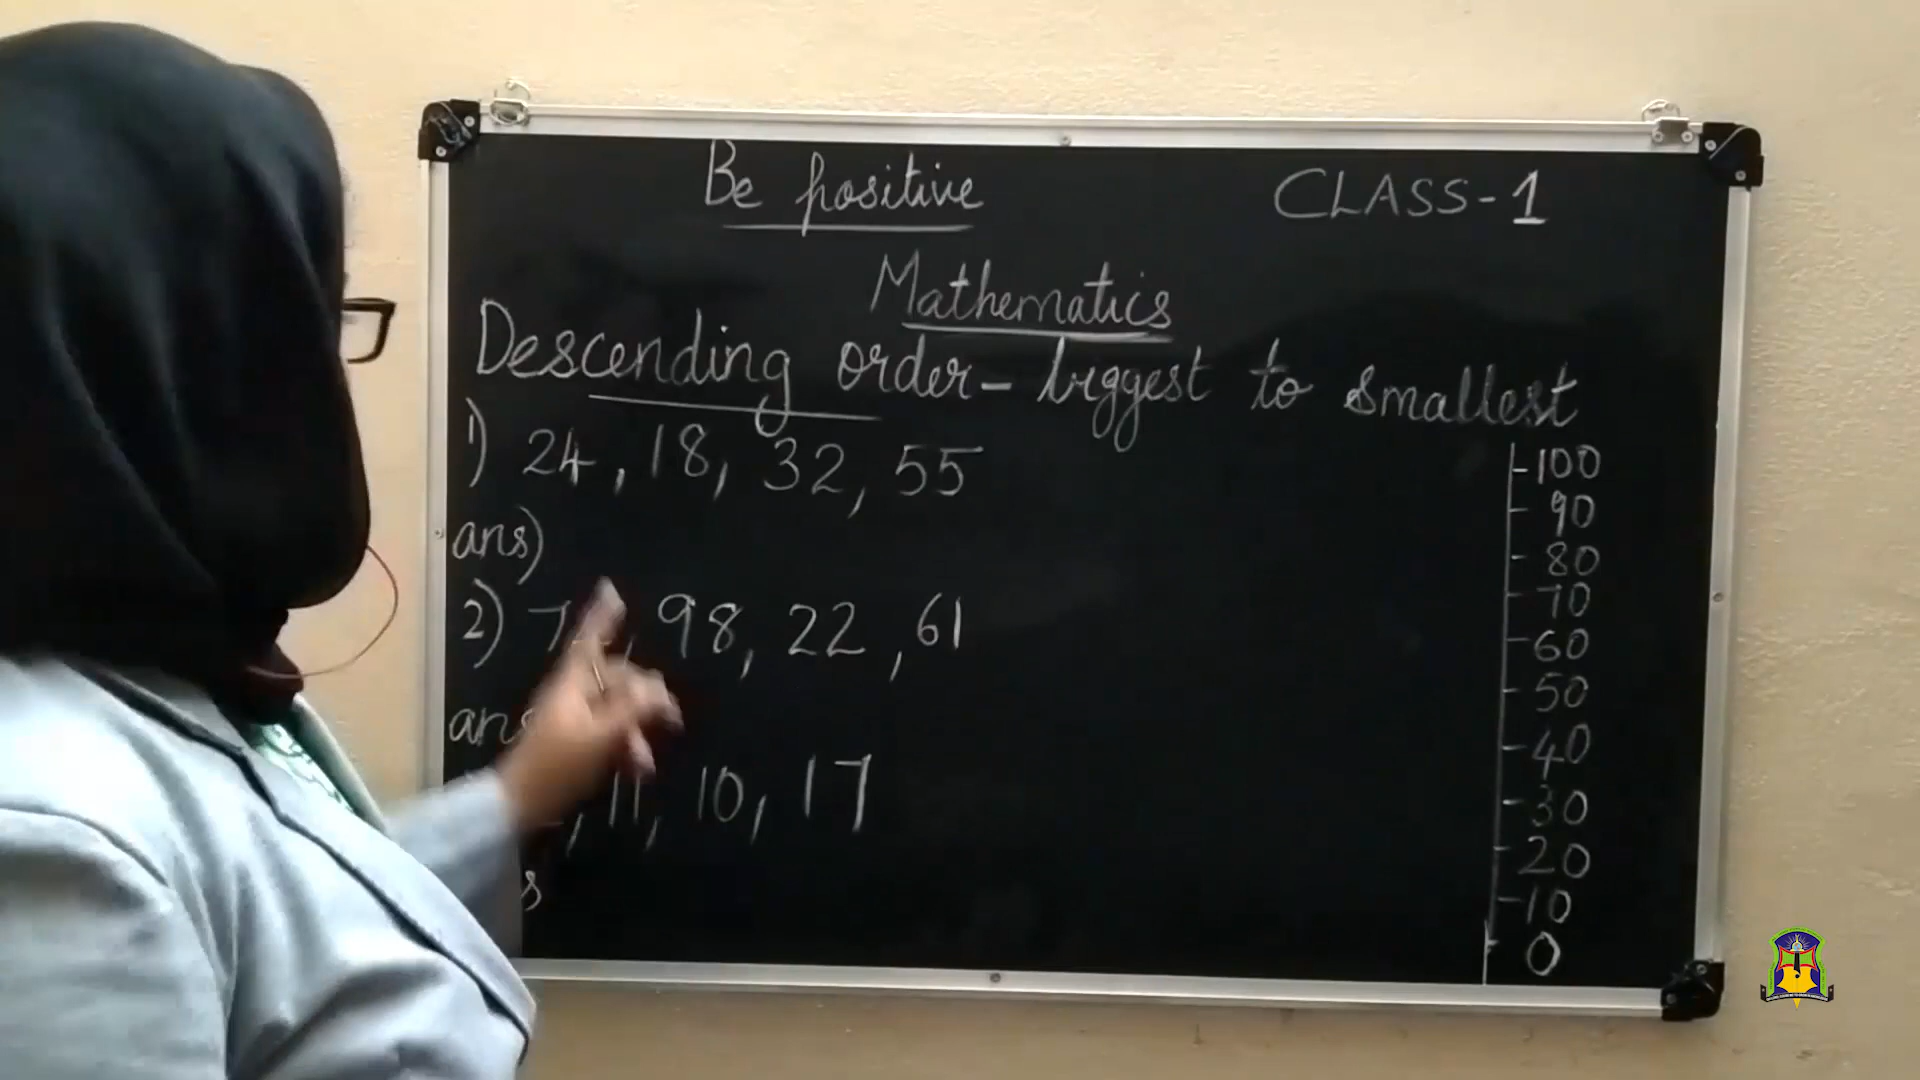 Be positive
CLASS-1
Mathematics
Descending order- biggest to smallest
1) 24, 18, 32, 55
ans)
2) 98, 22, 61
ans
11, 10, 17
s
100
90
80
70
60
50
40
30
20
10
0